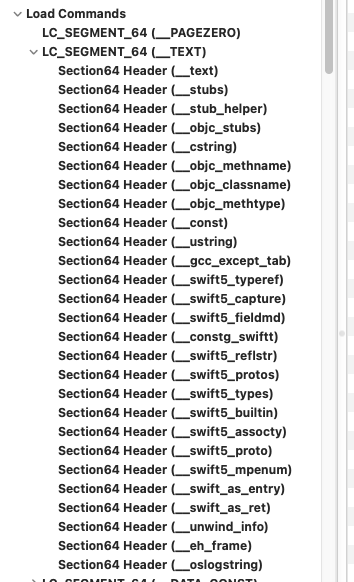 Load Commands
LC_SEGMENT_64 (__PAGEZERO)
LC_SEGMENT_64 (__TEXT)
Section64 Header (__text)
Section64 Header (__stubs)
Section64 Header (__stub_helper)
Section64 Header (__objc_stubs)
Section64 Header (__cstring)
Section64 Header (__objc_methname)
Section64 Header (__objc_classname)
Section64 Header (__objc_methtype)
Section64 Header (__const)
Section64 Header (__ustring)
Section64 Header (__gcc_except_tab)
Section64 Header (__swift5_typeref)
Section64 Header (__swift5_capture)
Section64 Header (__swift5_fieldmd)
Section64 Header (__constg_swiftt)
Section64 Header (__swift5_reflstr)
Section64 Header (__swift5_protos)
Section64 Header (__swift5_types)
Section64 Header (__swift5_builtin)
Section64 Header (__swift5_assocty)
Section64 Header (__swift5_proto)
Section64 Header (__swift5_mpenum)
Section64 Header (__swift_as_entry)
Section64 Header (__swift_as_ret)
Section64 Header (__unwind_info)
Section64 Header (__eh_frame)
Section64 Header (__oslogstring)
LC_SEGMENT_64 (__DATA_CONST)